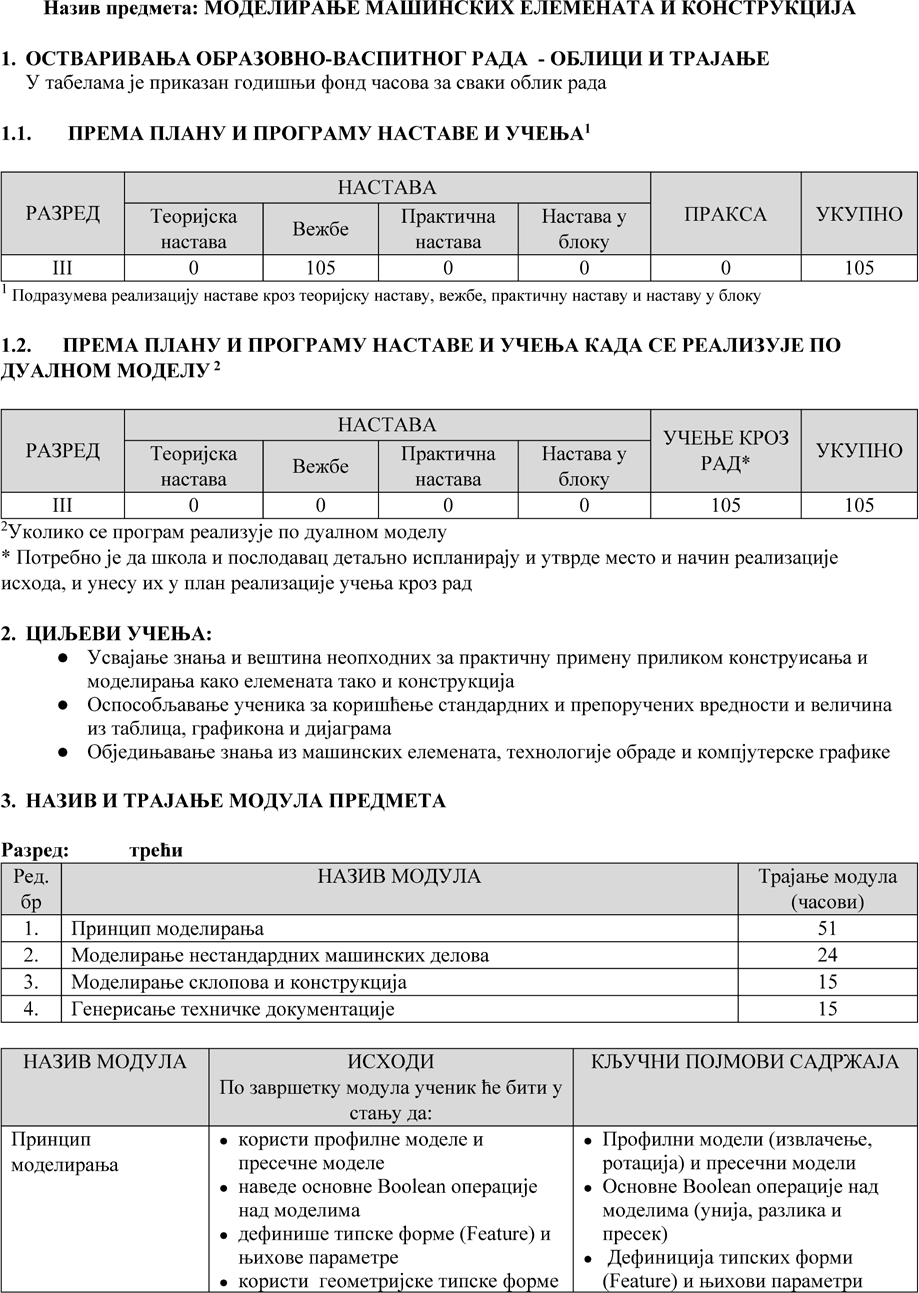 Назив предмета: МОДЕЛИРАЊЕ МАШИНСКИХ ЕЛЕМЕНАТА И КОНСТРУКЦИЈА
1. ОСТВАРИВАЊА ОБРАЗОВНО-ВАСПИТНОГ РАДА - ОБЛИЦИ И ТРАЈАЊЕ
У табелама је приказан годишњи фонд часова за сваки облик рада
1.1. ПРЕМА ПЛАНУ И ПРОГРАМУ НАСТАВЕ И УЧЕЊА1
РАЗРЕД НАСТАВА ПРАКСА УКУПНО
Теоријска настава Вежбе Практична настава Настава у блоку
III 0 105 0 0 0 105
1 Подразумева реализацију наставе кроз теоријску наставу, вежбе, практичну наставу и наставу у блоку
1.2. ПРЕМА ПЛАНУ И ПРОГРАМУ НАСТАВЕ И УЧЕЊА КАДА СЕ РЕАЛИЗУЈЕ ПО
ДУАЛНОМ МОДЕЛУ 2
РАЗРЕД НАСТАВА УЧЕЊЕ КРОЗ РАД* УКУПНО
Теоријска настава Вежбе Практична настава Настава у блоку
III 0 0 0 0 105 105
2Уколико се програм реализује по дуалном моделу
* Потребно је да школа и послодавац детаљно испланирају и утврде место и начин реализације
исхода, и унесу их у план реализације учења кроз рад
2. ЦИЉЕВИ УЧЕЊА:
● Усвајање знања и вештина неопходних за практичну примену приликом конструисања и
моделирања како елемената тако и конструкција
● Оспособљавање ученика за коришћење стандардних и препоручених вредности и величина
из таблица, графикона и дијаграма
● Обједињавање знања из машинских елемената, технологије обраде и компјутерске графике
3. НАЗИВ И ТРАЈАЊЕ МОДУЛА ПРЕДМЕТА
Разред: трећи
Ред. бр НАЗИВ МОДУЛА Трајање модула (часови)
1. Принцип моделирања 51
2. Моделирање нестандардних машинских делова 24
3. Моделирање склопова и конструкција 15
4. Генерисање техничке документације 15
НАЗИВ МОДУЛА
ИСХОДИ
По завршетку модула ученик ће бити у
стању да:
КЉУЧНИ ПОЈМОВИ САДРЖАЈА
Принцип
моделирања
● користи профилне моделе и
пресечне моделе
● наведе основне Boolean операције
над моделима
● дефинише типске форме (Feature) и
њихове параметре
● користи геометријске типске форме
● Профилни модели (извлачење,
ротација) и пресечни модели
● Основне Boolean операције над
моделима (унија, разлика и
пресек)
● Дефиниција типских форми
(Feature) и њихови параметри